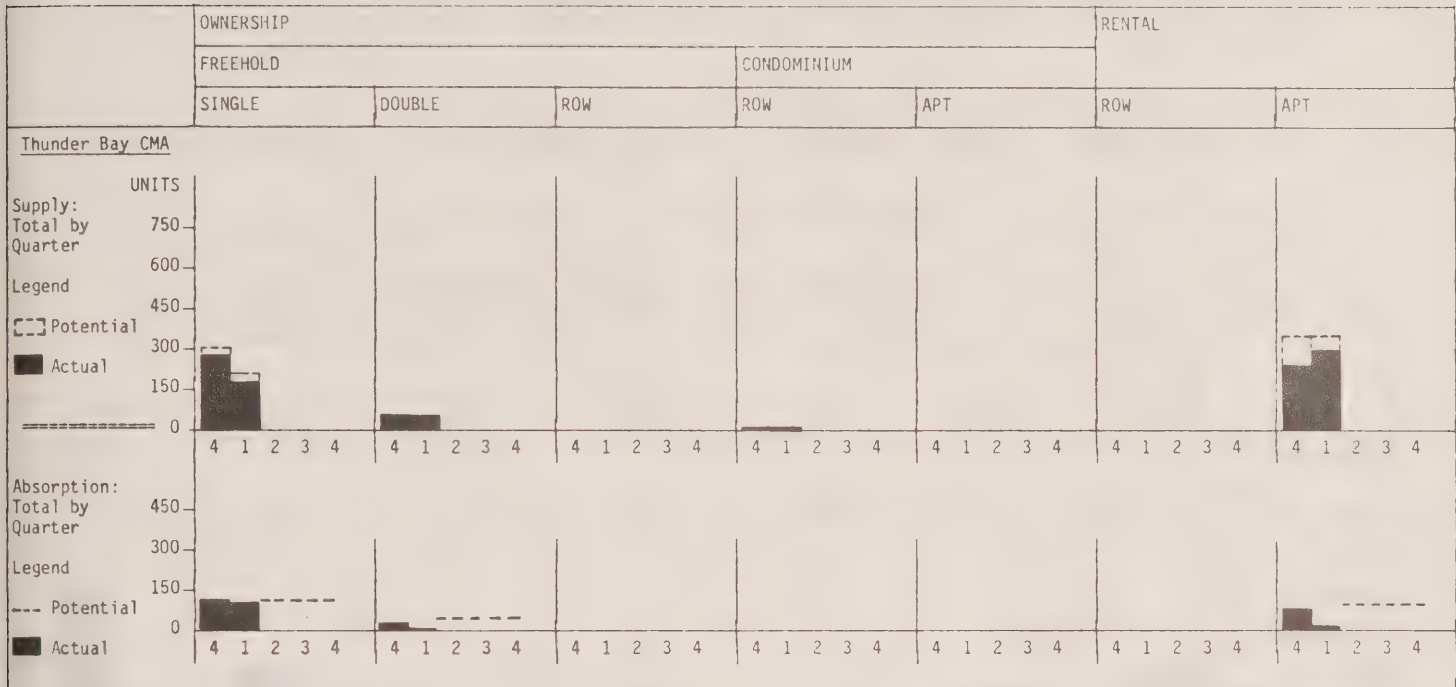 OWNERSHIP
RENTAL
FREEHOLD
CONDOMINIUM
SINGLE
DOUBLE
ROW
ROW
APT
ROW
APT
Thunder Bay CMA
UNITS
Supply:
Total by
Quarter
750
600
Legend
450
Potential
300
Actual
150
0
4 1 2 3 4
4 1 2 3 4
4 1 2 3 4
4 1 2 3 4
4 1 2 3 4
4 1 2 3 4
4 1 2 3 4
Absorption:
Total by
Quarter
450
300
Legend
150
--- Potential
0
Actual
4 1 2 3 4
4 1 2 3 4
4 1 2 3 4
4 1 2 3 4
4 1 2 3 4
4 1 2 3 4
4 1 2 3 4